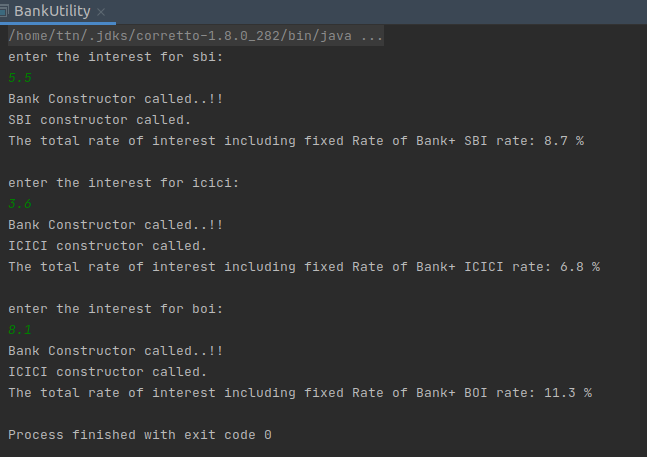 BankUtility
/home/ttn/.jdks/corretto-1.8.0_282/bin/java ...
enter the interest for sbi:
5.5
Bank Constructor called..!!
SBI constructor called.
The total rate of interest including fixed Rate of Bank+ SBI rate: 8.7 %
enter the interest for icici:
3.6
Bank Constructor called..!!
ICICI constructor called.
The total rate of interest including fixed Rate of Bank+ ICICI rate: 6.8 %
enter the interest for boi:
8.1
Bank Constructor called..!!
ICICI constructor called.
The total rate of interest including fixed Rate of Bank+ BOI rate: 11.3 %
Process finished with exit code 0